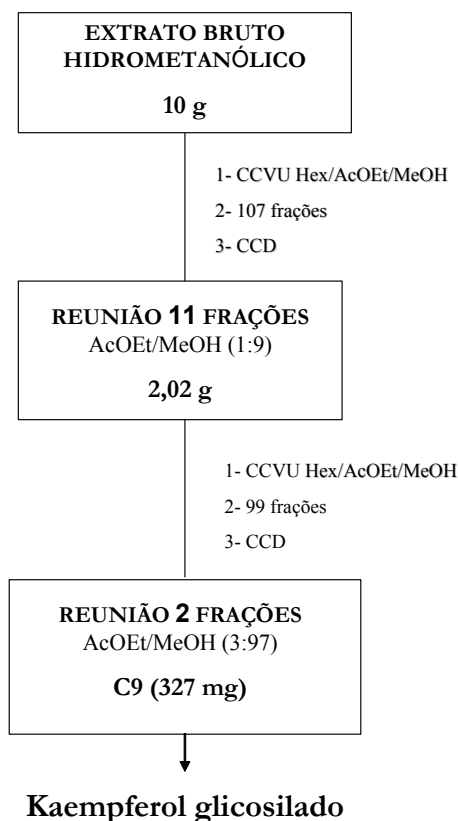 EXTRATO BRUTO
HIDROMETANÓLICO
10 g
1- CCVU Hex/AcOEt/MeOH
2- 107 frações
3- CCD
REUNIÃO 11 FRAÇÕES
AcOEt/MeOH (1:9)
2,02 g
1- CCVU Hex/AcOEt/MeOH
2- 99 frações
3- CCD
REUNIÃO 2 FRAÇÕES
AcOEt/MeOH (3:97)
C9 (327 mg)
Kaempferol glicosilado